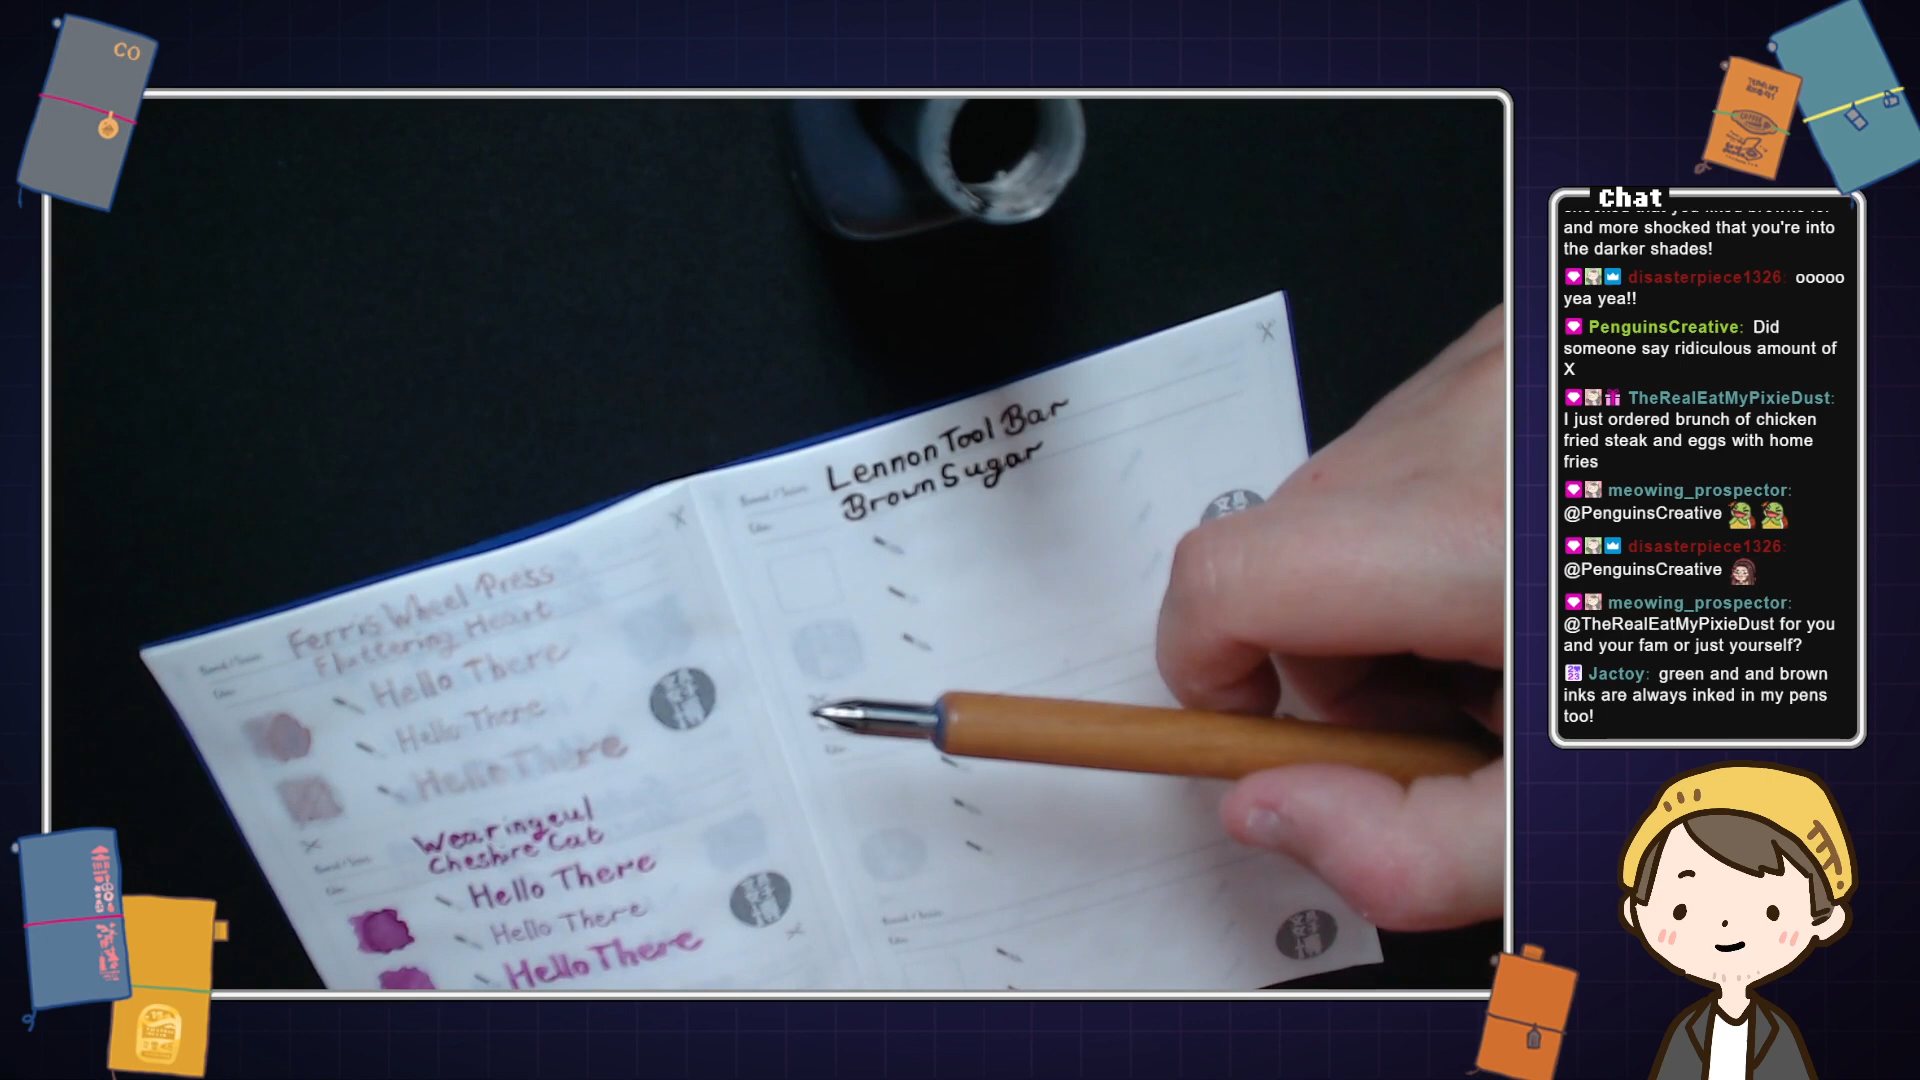 CO
Lennon Tool Bar
Brown Sugar
Ferris Wheel Press
Fluttering Heart
Hello There
Hello There
Hello There
Wearingeul
Cheshire Cat
Hello There
Hello There
Hello There
Chat
and more shocked that you're into
the darker shades!
disasterpiece1326: ooooo
yea yea!!
PenguinsCreative: Did
someone say ridiculous amount of
X
TheRealEatMyPixieDust:
I just ordered brunch of chicken
fried steak and eggs with home
fries
meowing_prospector:
@PenguinsCreative
disasterpiece1326:
@PenguinsCreative
meowing_prospector:
@TheRealEatMyPixieDust for you
and your fam or just yourself?
Jactoy: green and and brown
inks are always inked in my pens
too!